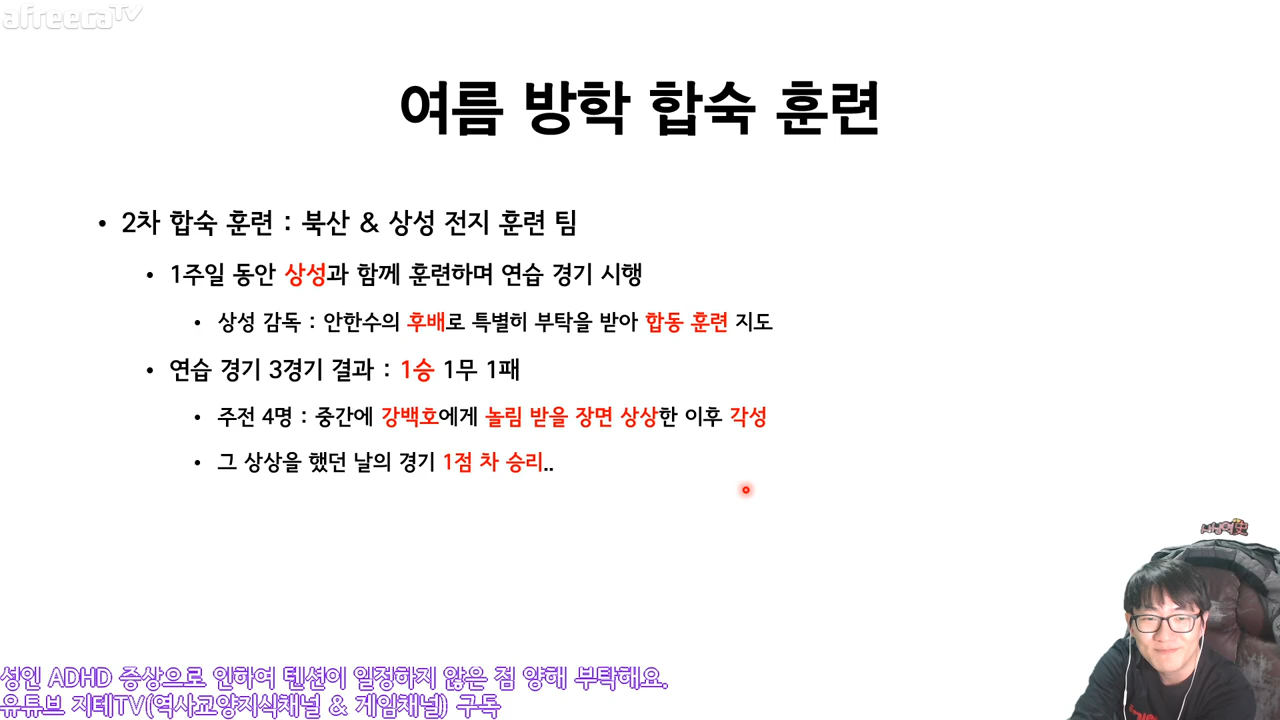 afreecaTV
여름 방학 합숙 훈련
• 2차 합숙 훈련 : 북산 & 상성 전지 훈련 팀
• 1주일 동안 상성과 함께 훈련하며 연습 경기 시행
• 상성 감독 : 안한수의 후배로 특별히 부탁을 받아 합동 훈련 지도
• 연습 경기 3경기 결과 : 1승 1무 1패
• 주전 4명 : 중간에 강백호에게 놀림 받을 장면 상상한 이후 각성
• 그 상상을 했던 날의 경기 1점 차 승리..
성인 ADHD 증상으로 인하여 텐션이 일정하지 않은 점 양해 부탁해요.
유튜브 지테TV(역사교양지식채널 & 게임채널) 구독